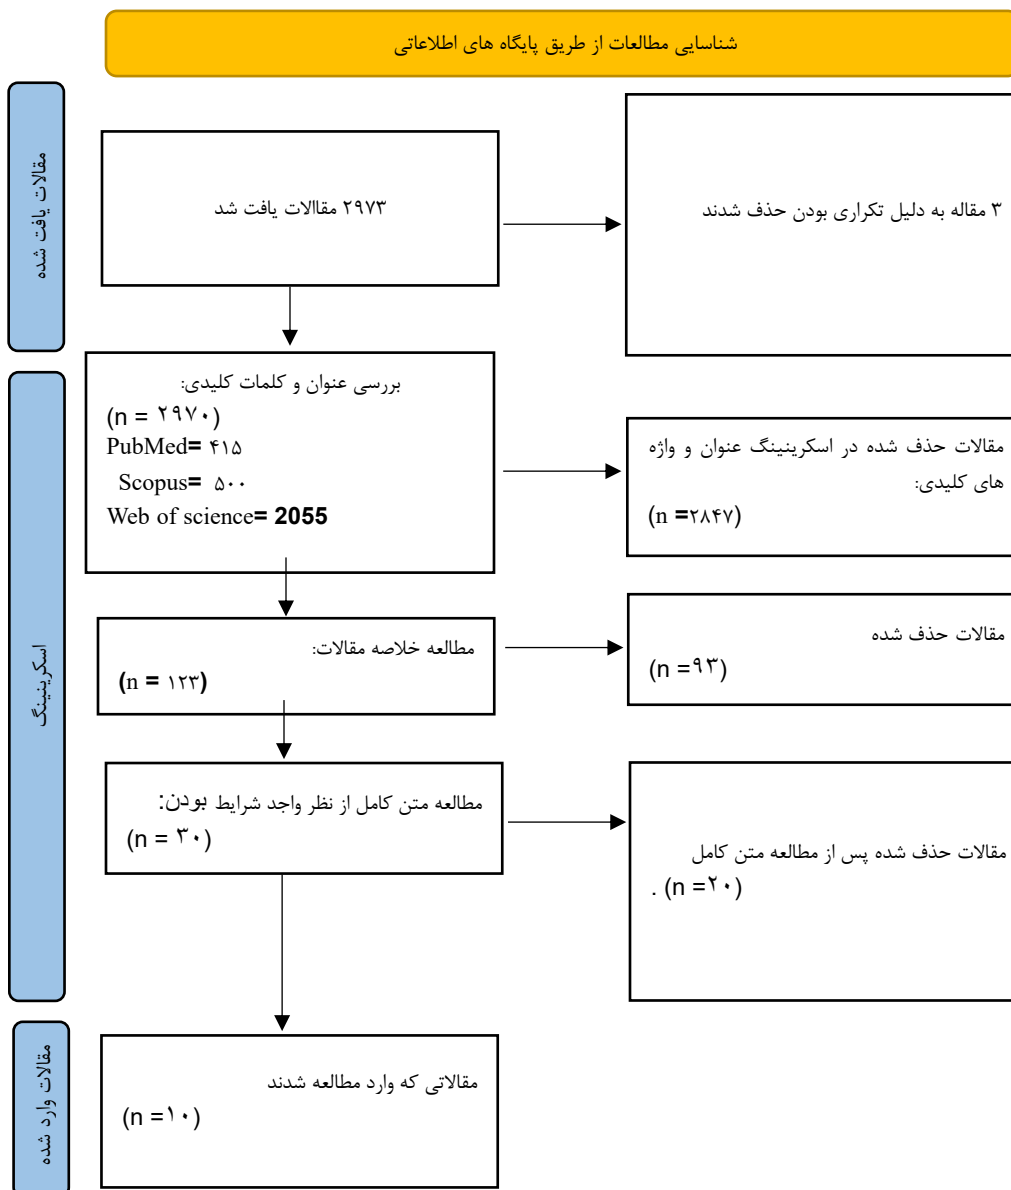 شناسایی مطالعات از طریق پایگاه های اطلاعاتی
مقالات یافت شده
۲۹۷۳ مقاالات یافت شد
۳ مقاله به دلیل تکراری بودن حذف شدند
اسکرینینگ
بررسی عنوان و کلمات کلیدی:
(n = ۲۹۷۰)
PubMed= ۴۱۵
Scopus= ۵۰۰
Web of science= 2055
مقالات حذف شده در اسکرینینگ عنوان و واژه
های کلیدی:
(n =۲۸۴۷)
مطالعه خلاصه مقالات:
(n = ۱۲۳)
مقالات حذف شده
(n =۹۳)
مطالعه متن کامل از نظر واجد شرایط بودن:
(n = ۳۰)
مقالات حذف شده پس از مطالعه متن کامل
. (n =۲۰)
مقالات وارد شده
مقالاتی که وارد مطالعه شدند
(n =۱۰)